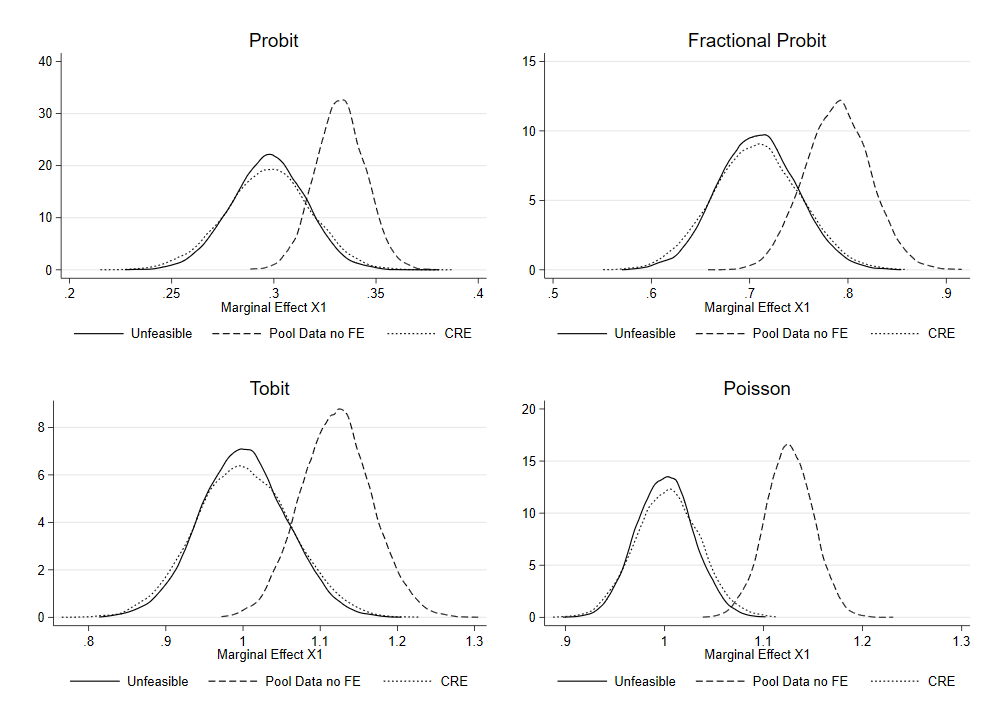 Probit
40
30
20
10
0
.2 .25 .3 .35 .4
Marginal Effect X1
Unfeasible Pool Data no FE CRE
Fractional Probit
15
10
5
0
.5 .6 .7 .8 .9
Marginal Effect X1
Unfeasible Pool Data no FE CRE
Tobit
8
6
4
2
0
.8 .9 1 1.1 1.2 1.3
Marginal Effect X1
Unfeasible Pool Data no FE CRE
Poisson
20
15
10
5
0
.9 1 1.1 1.2 1.3
Marginal Effect X1
Unfeasible Pool Data no FE CRE